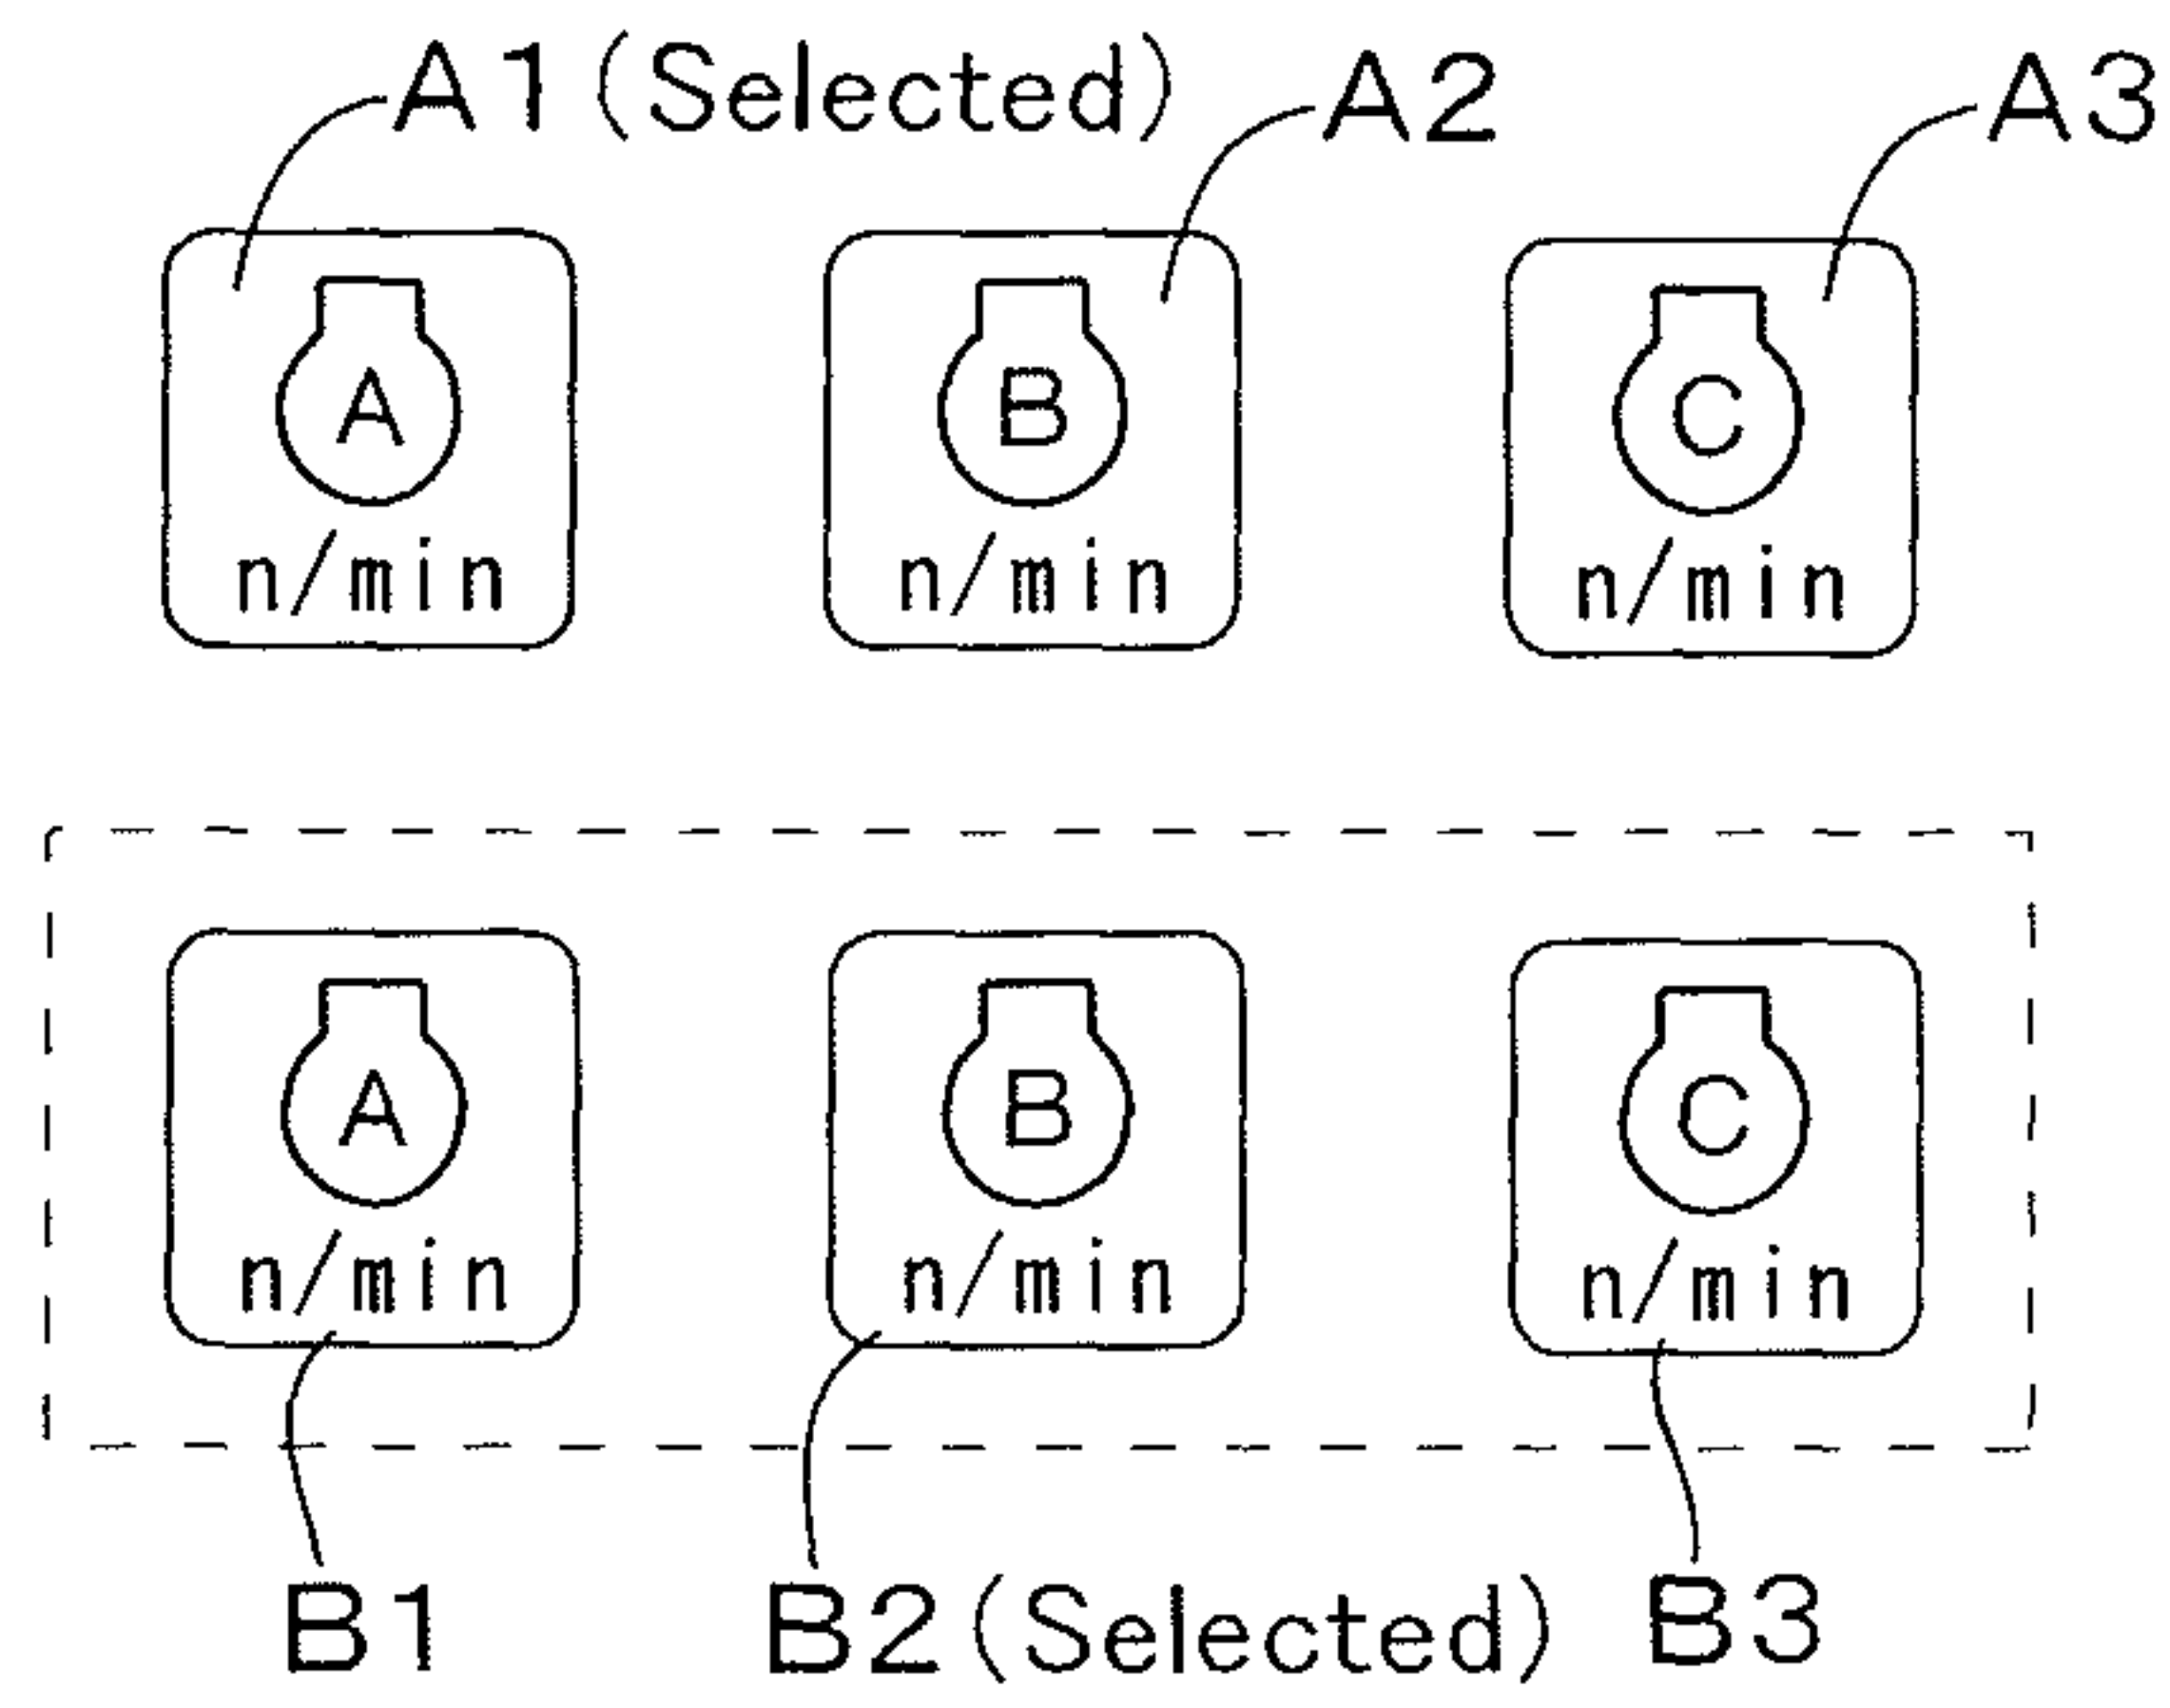 A1(Selected) A2 A3
A B C
n/min n/min n/min
A B C
n/min n/min n/min
B1 B2(Selected) B3